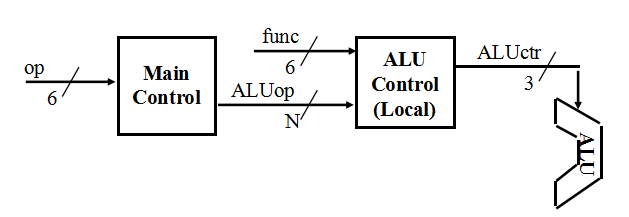 op
6
Main
Control
func
6
ALUop
N
ALU
Control
(Local)
ALUctr
3
ALU